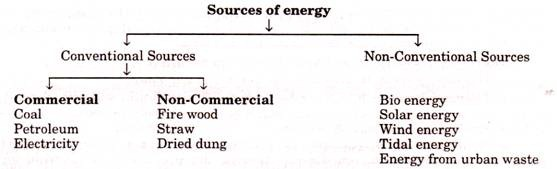 Sources of energy
Conventional Sources
Non-Conventional Sources
Commercial
Coal
Petroleum
Electricity
Non-Commercial
Fire wood
Straw
Dried dung
Bio energy
Solar energy
Wind energy
Tidal energy
Energy from urban waste